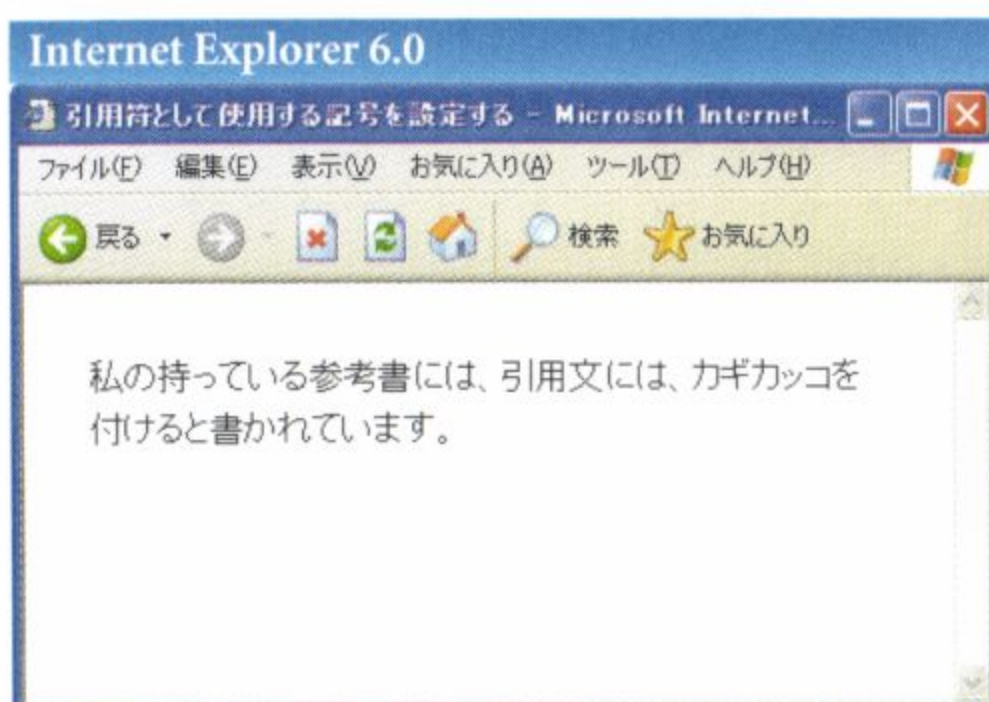 Internet Explorer 6.0
引用符として使用する記号を設定する - Microsoft Internet...
ファイル(F) 編集(E) 表示(V) お気に入り(A) ツール(T) ヘルプ(H)
戻る 検索 お気に入り
私の持っている参考書には、引用文には、カギカッコを
付けると書かれています。